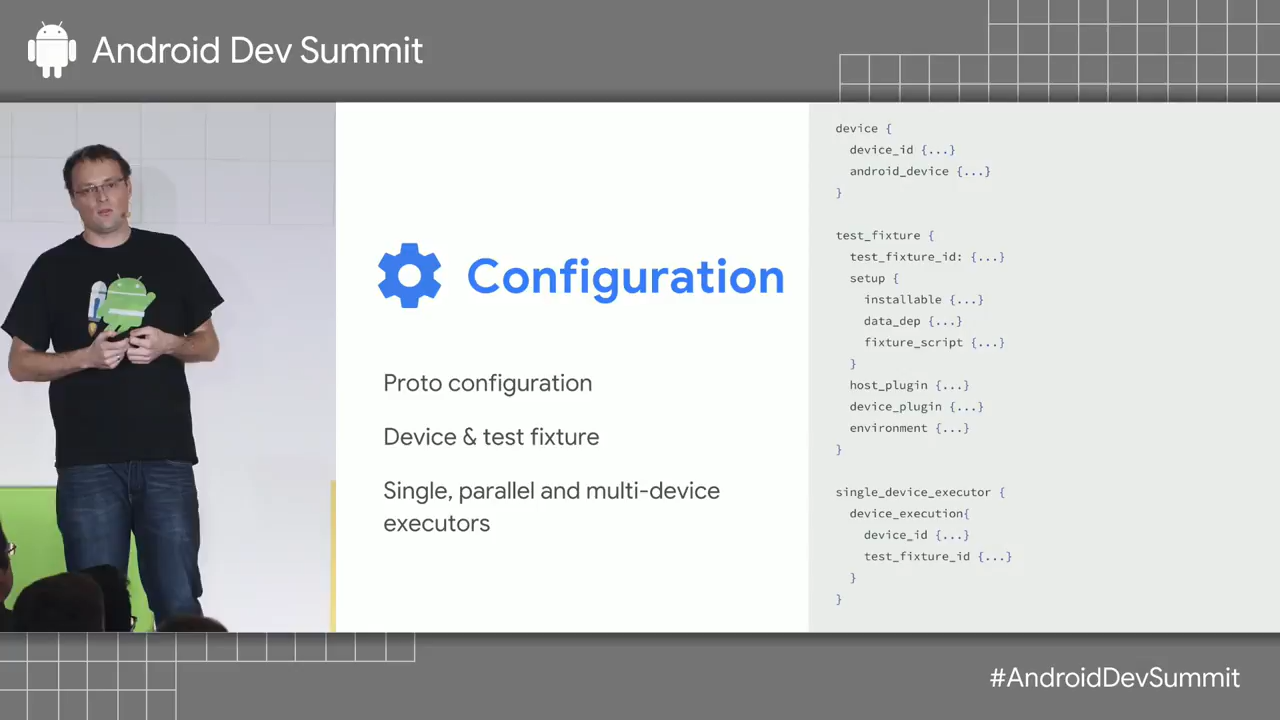 Android Dev Summit
Configuration
Proto configuration
Device & test fixture
Single, parallel and multi-device
executors
device {
  device_id {...}
  android_device {...}
}
test_fixture {
  test_fixture_id: {...}
  setup {
    installable {...}
    data_dep {...}
    fixture_script {...}
  }
  host_plugin {...}
  device_plugin {...}
  environment {...}
}
single_device_executor {
  device_execution{
    device_id {...}
    test_fixture_id {...}
  }
}
#AndroidDevSummit